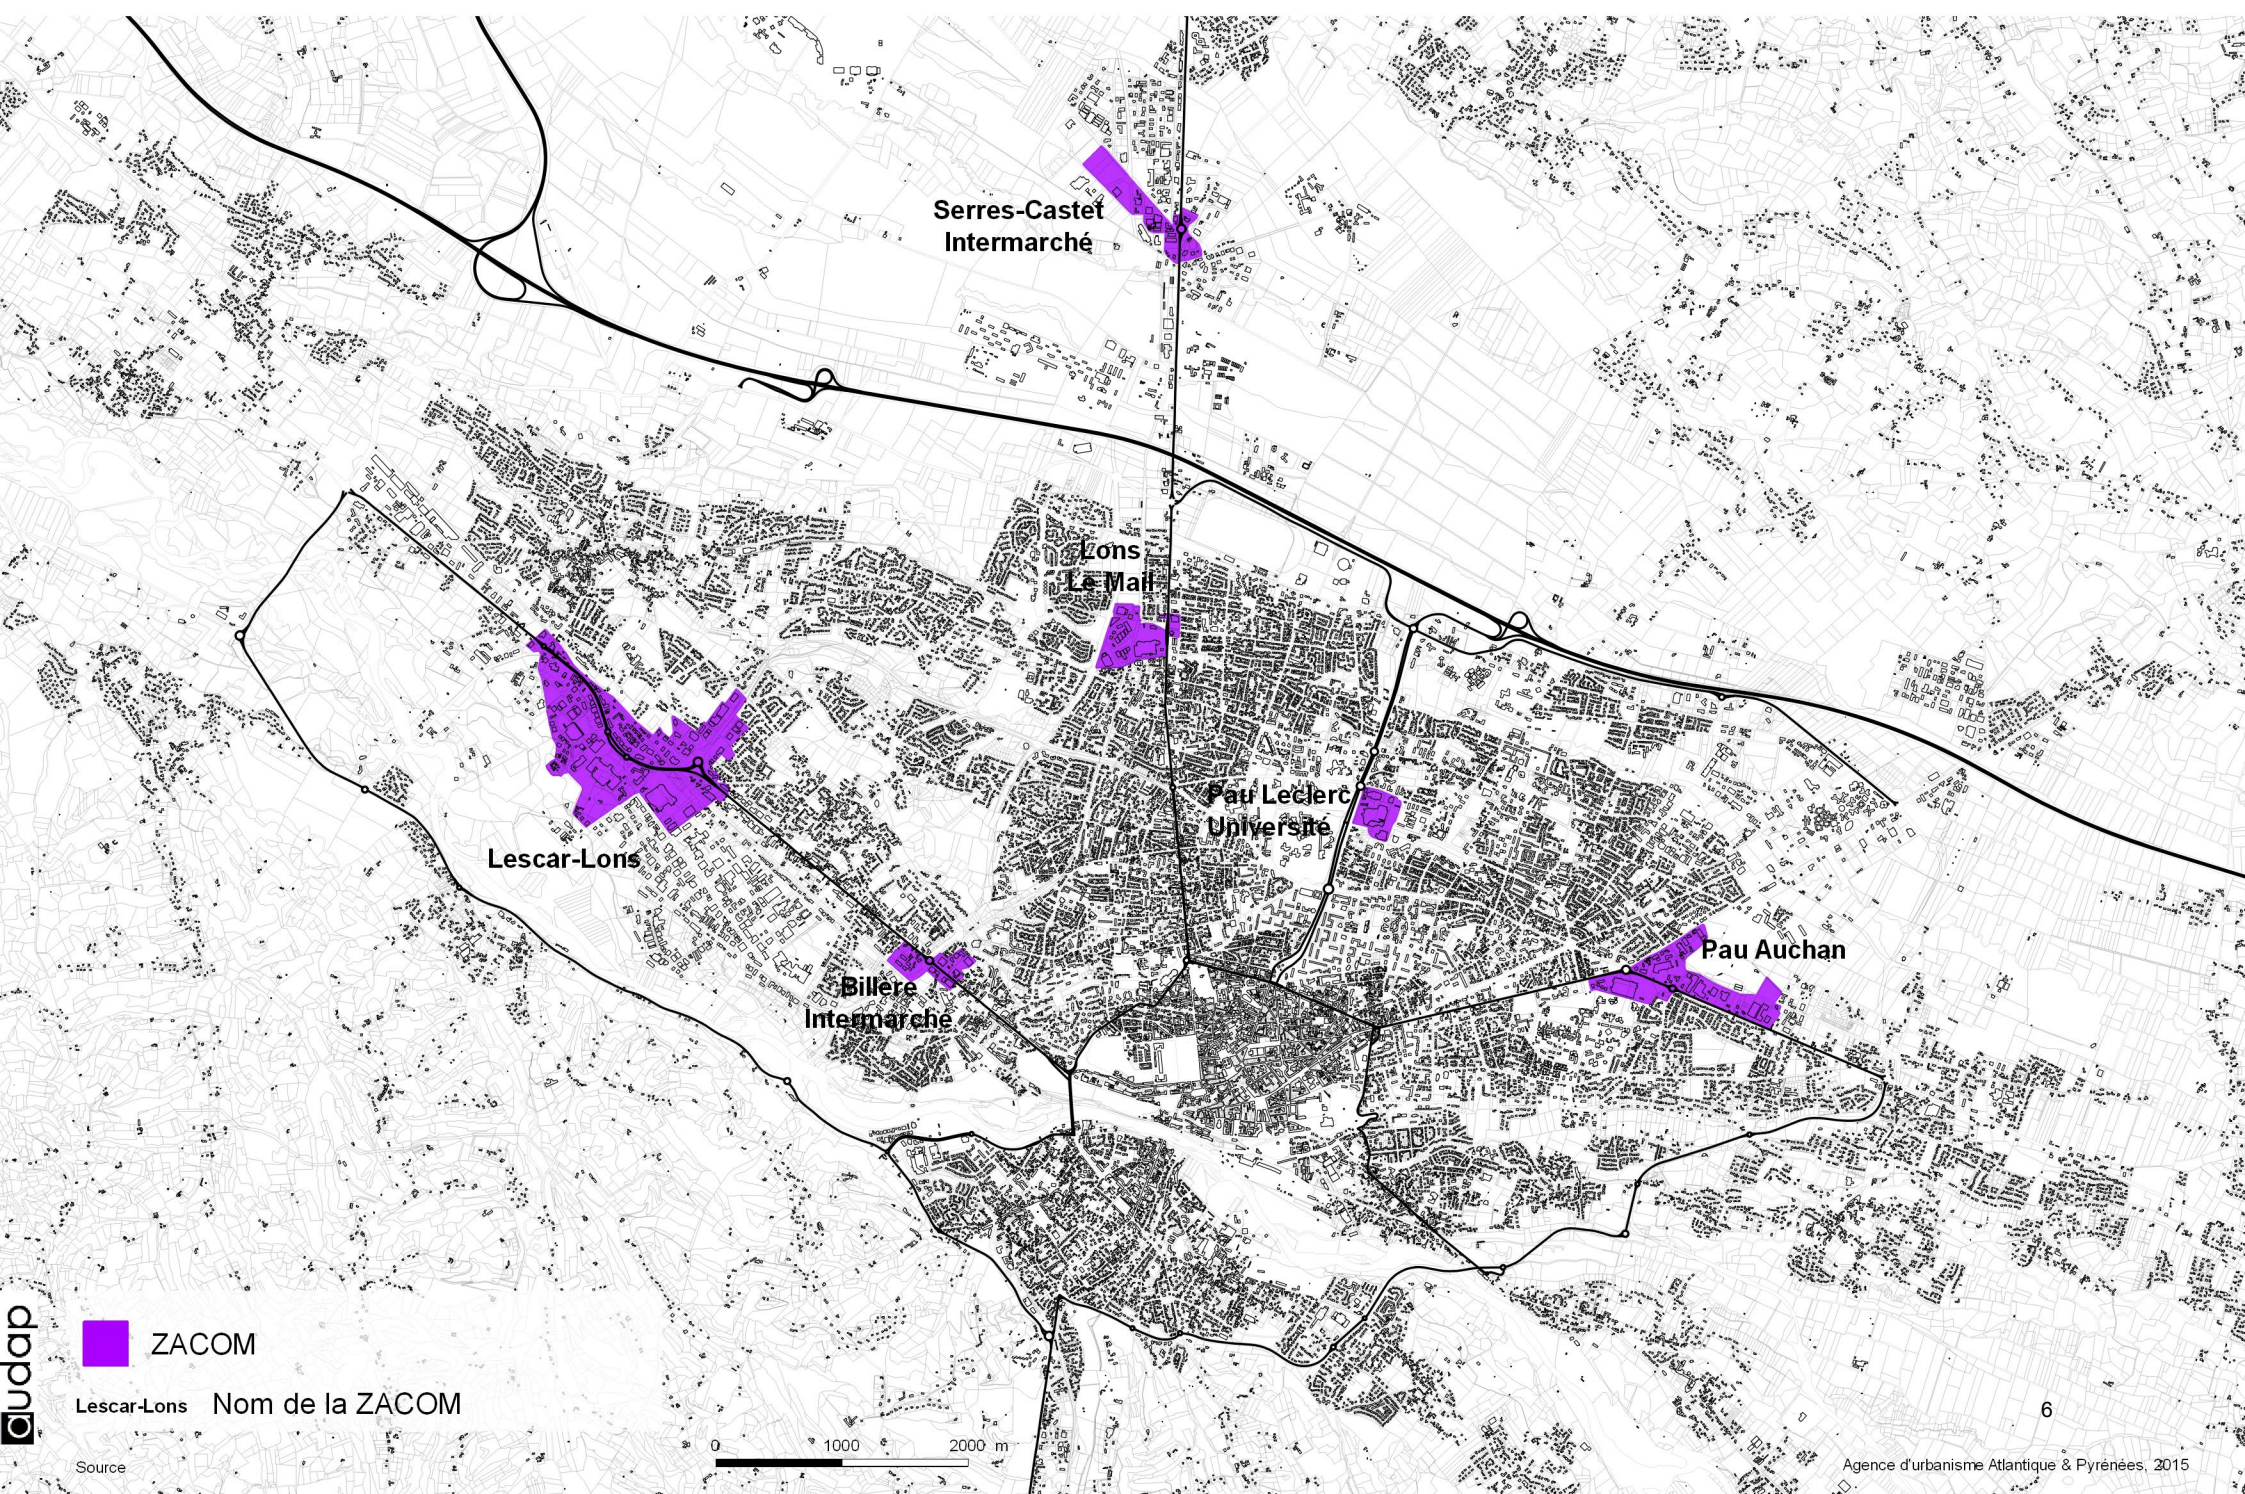 Serres-Castet
Intermarché
Lons
Le Mail
Pau Leclerc
Université
Lescar-Lons
Pau Auchan
Billère
Intermarché
audap
ZACOM
Lescar-Lons Nom de la ZACOM
0 1000 2000 m
6
Source
Agence d'urbanisme Atlantique & Pyrénées, 2015